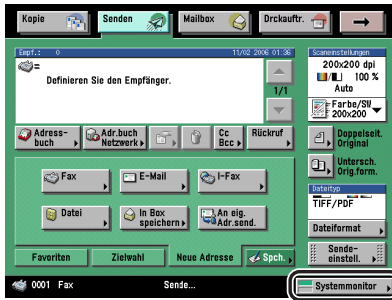 Kopie
Senden
Mailbox
Drckauftr.
Empf.: 0
11/02 2006 01:36
=
Definieren Sie den Empfänger.
1/1
Scaneinstellungen
200x200 dpi
100 %
Auto
Farbe/SW
200x200
Adress-
buch
Adr.buch
Netzwerk
Cc
Bcc
Rückruf
Doppelseit.
Original
Untersch.
Orig.form.
Fax
E-Mail
I-Fax
Datei
In Box
speichern
An eig.
Adr.send.
Dateityp
TIFF/PDF
Dateiformat
Favoriten
Zielwahl
Neue Adresse
Spch.
Sende-
einstell.
0001 Fax
Sende...
Systemmonitor